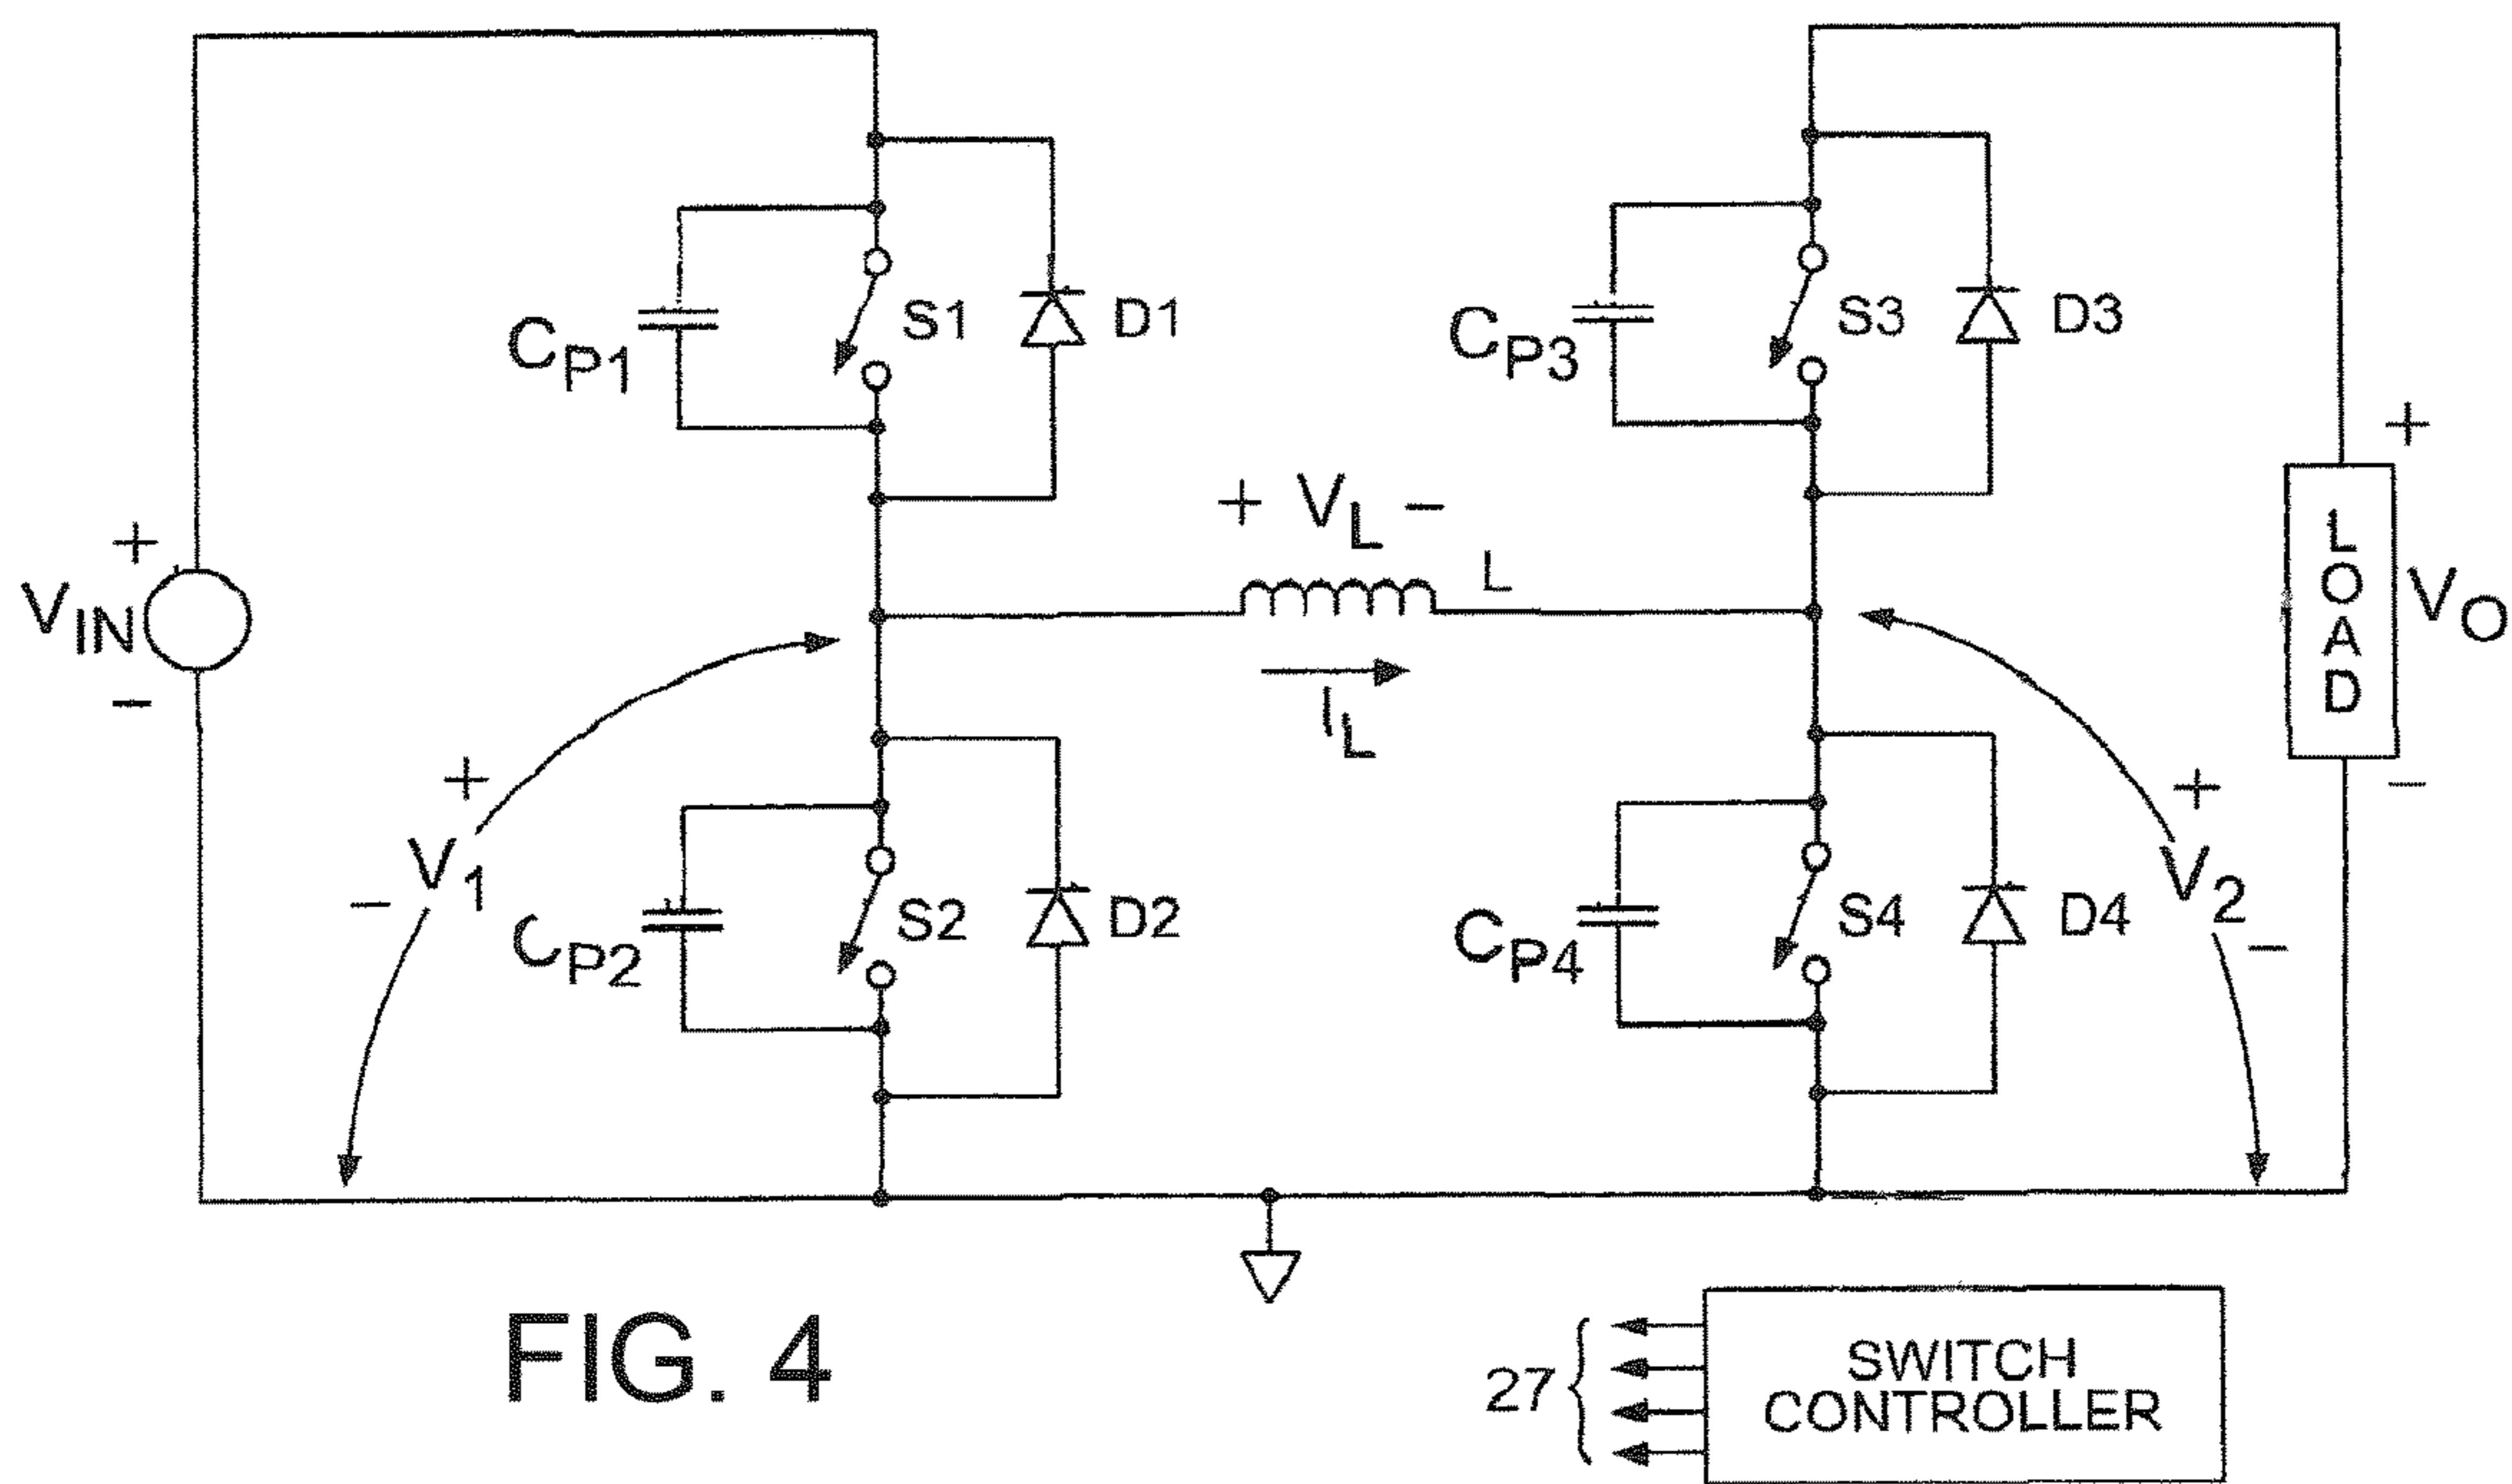 S1
D1
CP1
S3
D3
CP3
+
+ VL −
L
+
VIN
−
LOAD
VO
+
−
IL
+
V1
−
S2
D2
CP2
S4
D4
CP4
+
V2
−
FIG. 4
27
SWITCH
CONTROLLER